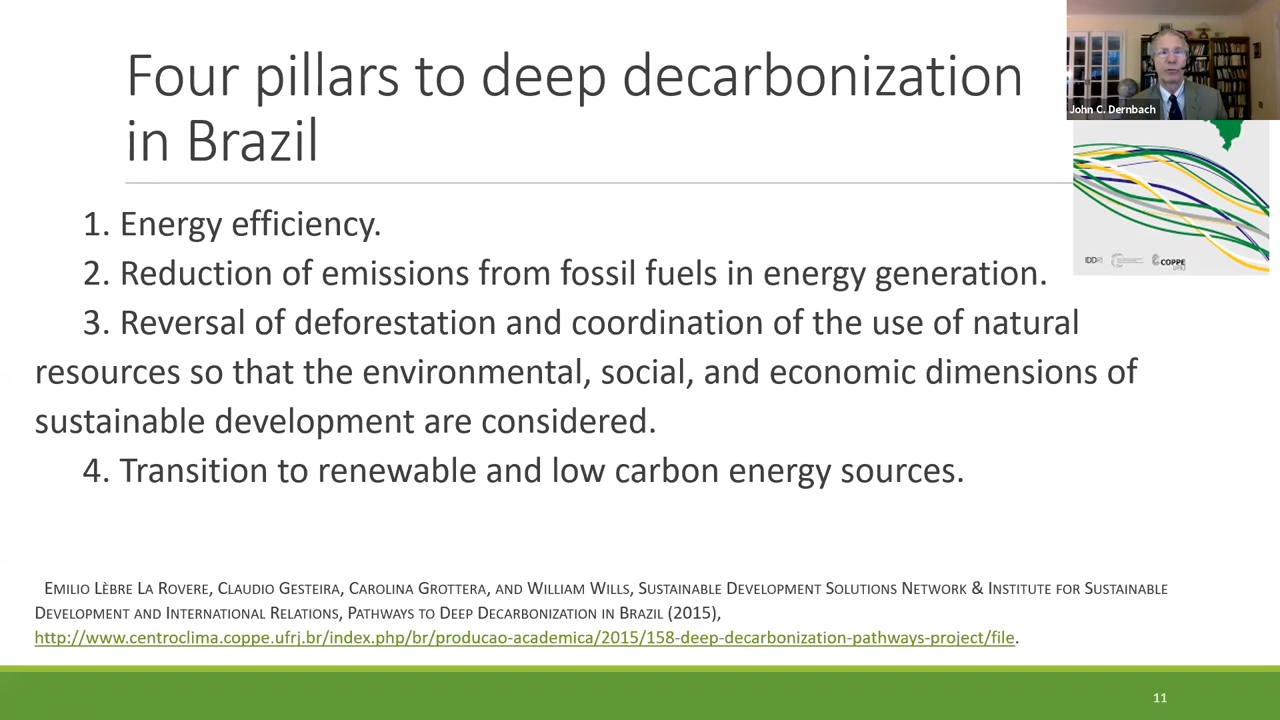 Four pillars to deep decarbonization
in Brazil
John C. Dernbach
1. Energy efficiency.
2. Reduction of emissions from fossil fuels in energy generation.
3. Reversal of deforestation and coordination of the use of natural
resources so that the environmental, social, and economic dimensions of
sustainable development are considered.
4. Transition to renewable and low carbon energy sources.
COPPE
UFRJ
EMILIO LÈBRE LA ROVERE, CLAUDIO GESTEIRA, CAROLINA GROTTERA, AND WILLIAM WILLS, SUSTAINABLE DEVELOPMENT SOLUTIONS NETWORK & INSTITUTE FOR SUSTAINABLE
DEVELOPMENT AND INTERNATIONAL RELATIONS, PATHWAYS TO DEEP DECARBONIZATION IN BRAZIL (2015),
http://www.centroclima.coppe.ufrj.br/index.php/br/producao-academica/2015/158-deep-decarbonization-pathways-project/file.
11